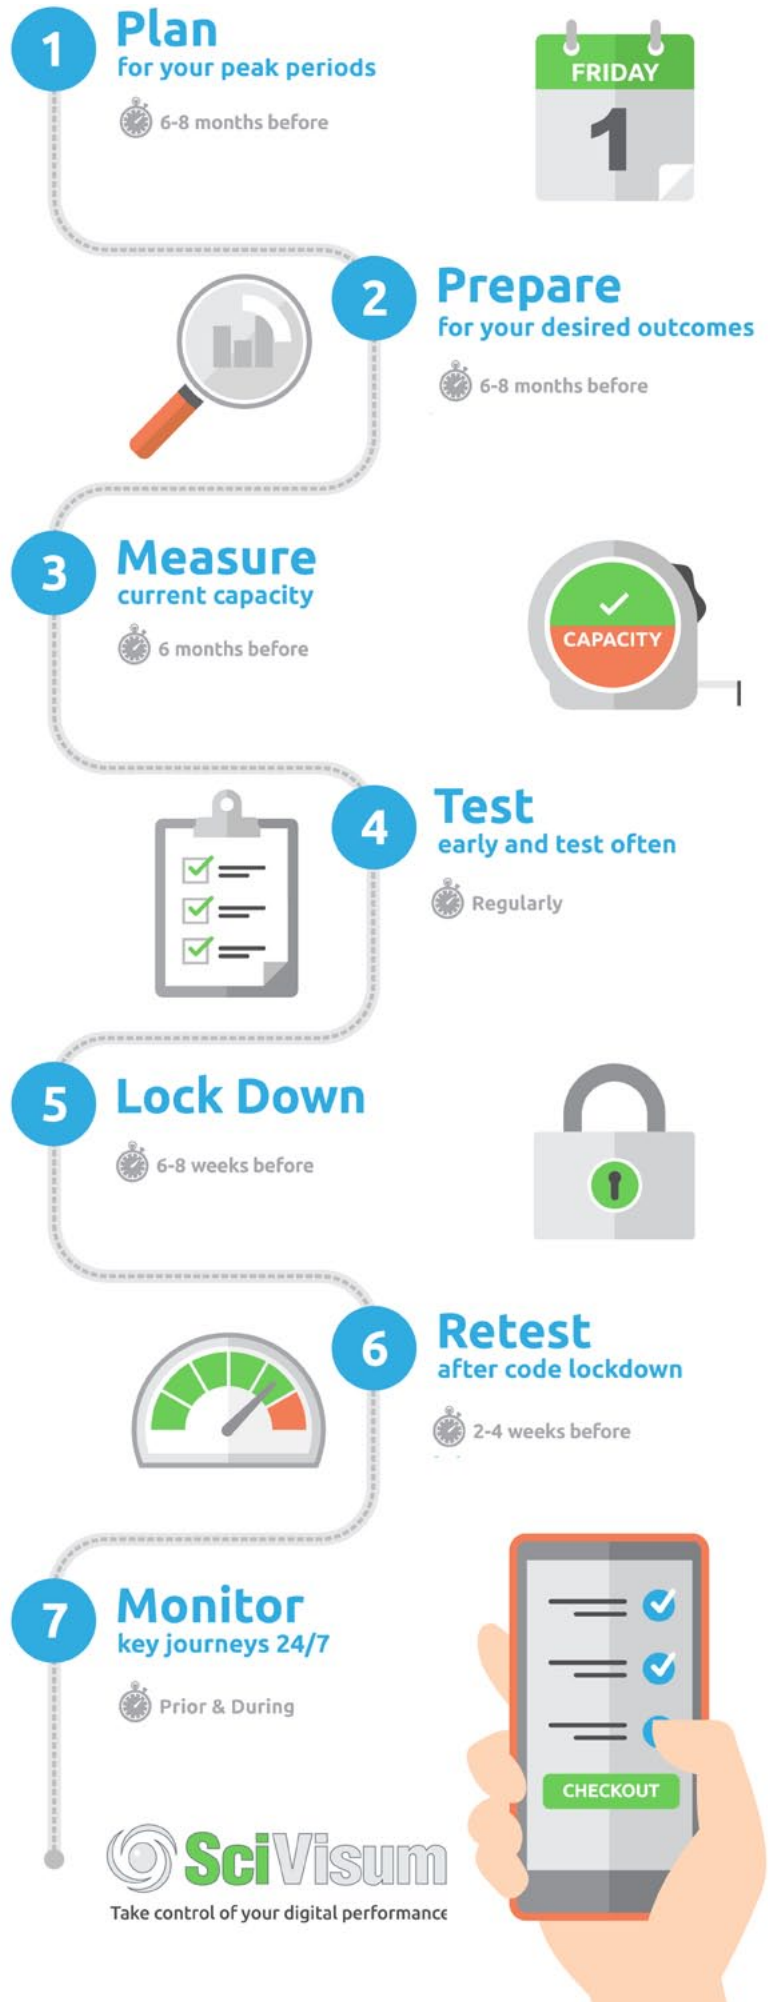 1
Plan
for your peak periods
6-8 months before
FRIDAY
1
2
Prepare
for your desired outcomes
6-8 months before
3
Measure
current capacity
6 months before
CAPACITY
4
Test
early and test often
Regularly
5
Lock Down
6-8 weeks before
6
Retest
after code lockdown
2-4 weeks before
7
Monitor
key journeys 24/7
Prior & During
CHECKOUT
SciVisum
Take control of your digital performance